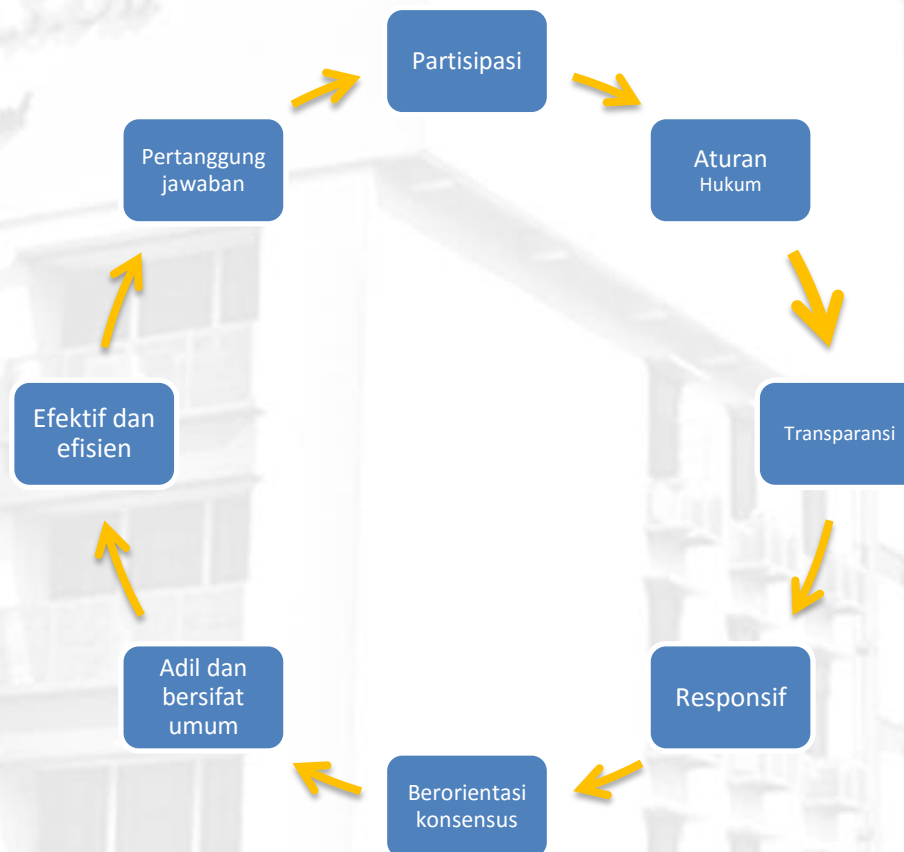 Partisipasi
Aturan
Hukum
Transparansi
Responsif
Berorientasi
konsensus
Adil dan
bersifat
umum
Efektif dan
efisien
Pertanggung
jawaban